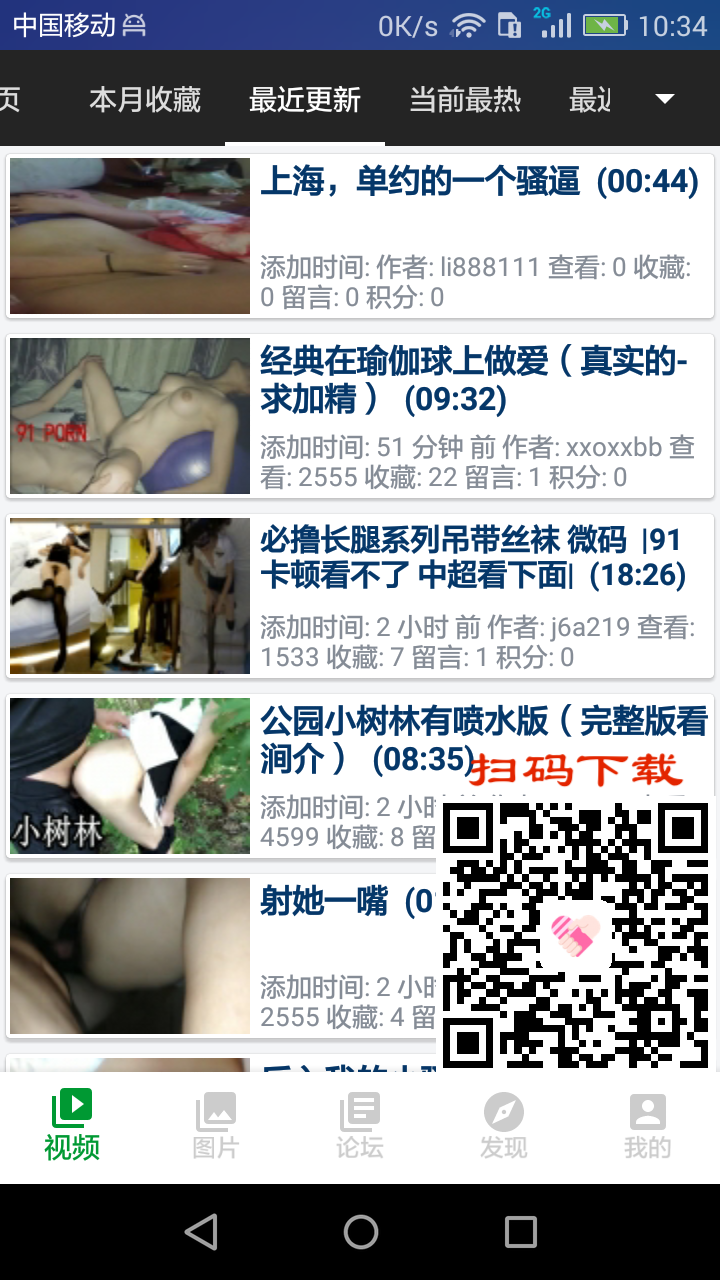 中国移动 0K/s 2G 10:34
页 本月收藏 最近更新 当前最热 最近
上海，单约的一个骚逼 (00:44)
添加时间: 作者: li888111 查看: 0 收藏:
0 留言: 0 积分: 0
经典在瑜伽球上做爱（真实的-
求加精） (09:32)
91 PORN
添加时间: 51 分钟 前 作者: xxoxxbb 查
看: 2555 收藏: 22 留言: 1 积分: 0
必撸长腿系列吊带丝袜 微码 |91
卡顿看不了 中超看下面| (18:26)
添加时间: 2 小时 前 作者: j6a219 查看:
1533 收藏: 7 留言: 1 积分: 0
公园小树林有喷水版（完整版看
涧介） (08:35)
扫码下载
小树林
添加时间: 2 小时
4599 收藏: 8 留
射她一嘴 (0
添加时间: 2 小时
2555 收藏: 4 留
视频 图片 论坛 发现 我的